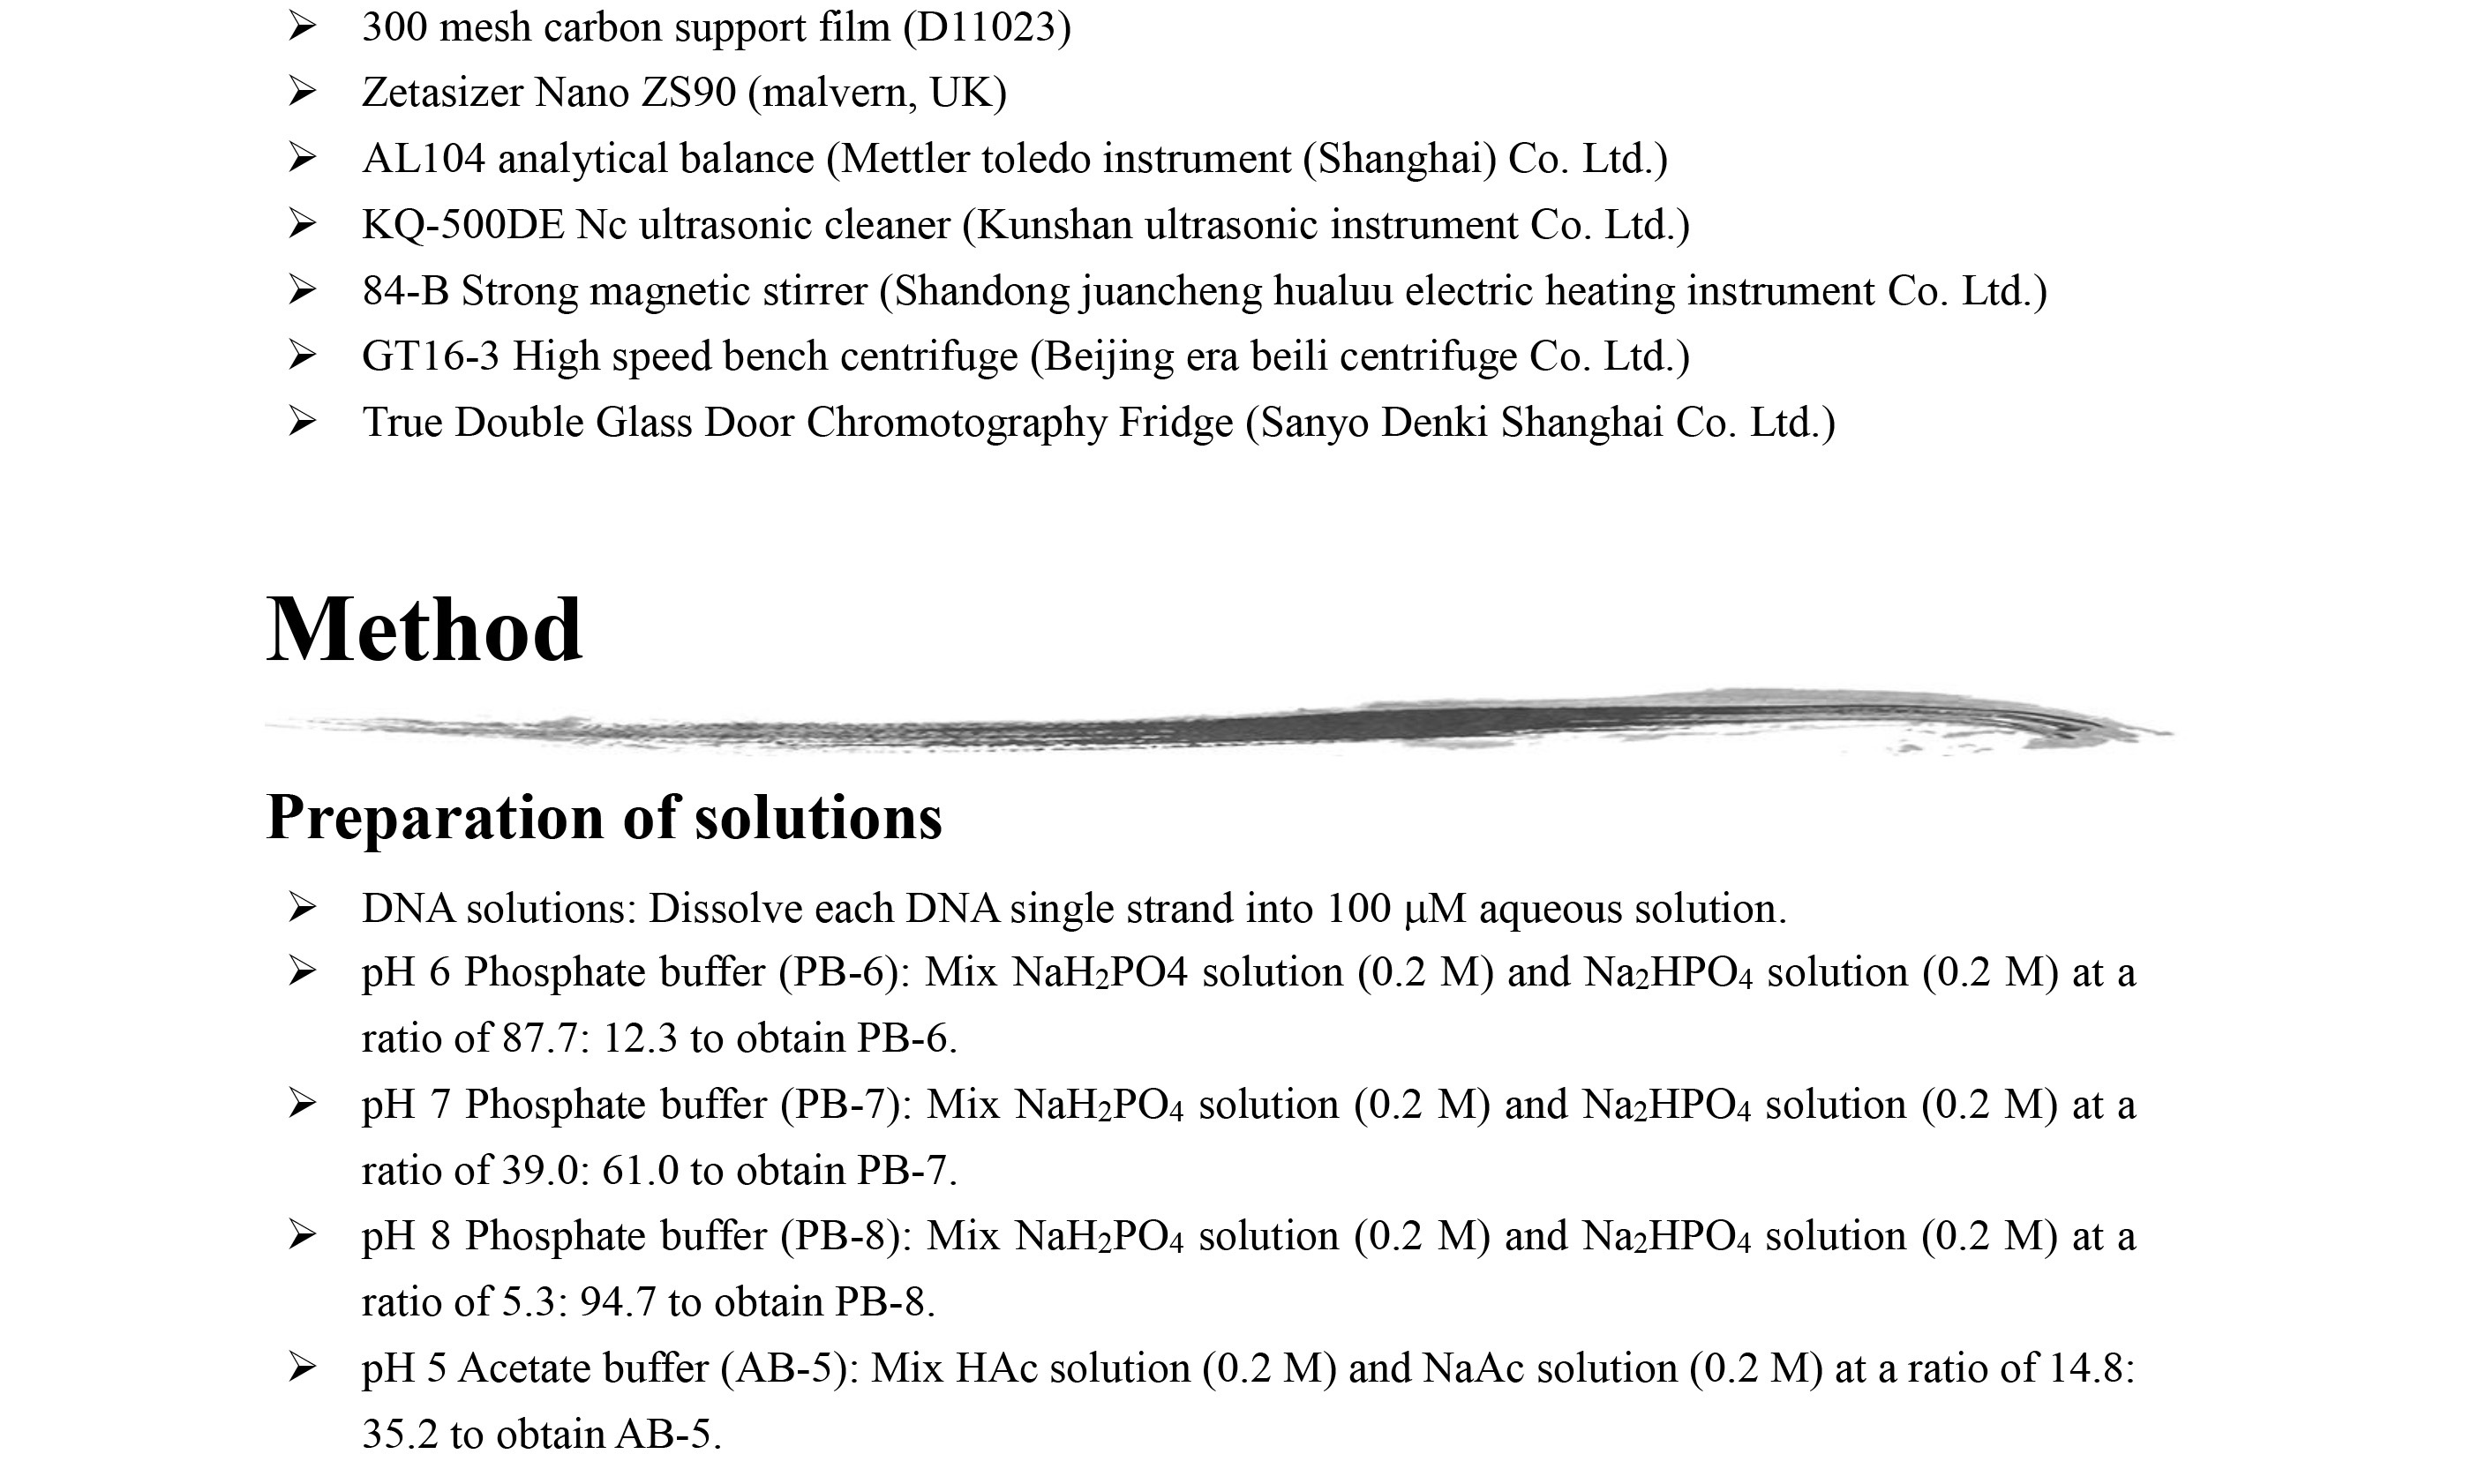 ➢ 300 mesh carbon support film (D11023)
➢ Zetasizer Nano ZS90 (malvern, UK)
➢ AL104 analytical balance (Mettler toledo instrument (Shanghai) Co. Ltd.)
➢ KQ-500DE Nc ultrasonic cleaner (Kunshan ultrasonic instrument Co. Ltd.)
➢ 84-B Strong magnetic stirrer (Shandong juancheng hualuu electric heating instrument Co. Ltd.)
➢ GT16-3 High speed bench centrifuge (Beijing era beili centrifuge Co. Ltd.)
➢ True Double Glass Door Chromotography Fridge (Sanyo Denki Shanghai Co. Ltd.)
Method
Preparation of solutions
➢ DNA solutions: Dissolve each DNA single strand into 100 μM aqueous solution.
➢ pH 6 Phosphate buffer (PB-6): Mix NaH₂PO4 solution (0.2 M) and Na₂HPO₄ solution (0.2 M) at a
ratio of 87.7: 12.3 to obtain PB-6.
➢ pH 7 Phosphate buffer (PB-7): Mix NaH₂PO₄ solution (0.2 M) and Na₂HPO₄ solution (0.2 M) at a
ratio of 39.0: 61.0 to obtain PB-7.
➢ pH 8 Phosphate buffer (PB-8): Mix NaH₂PO₄ solution (0.2 M) and Na₂HPO₄ solution (0.2 M) at a
ratio of 5.3: 94.7 to obtain PB-8.
➢ pH 5 Acetate buffer (AB-5): Mix HAc solution (0.2 M) and NaAc solution (0.2 M) at a ratio of 14.8:
35.2 to obtain AB-5.